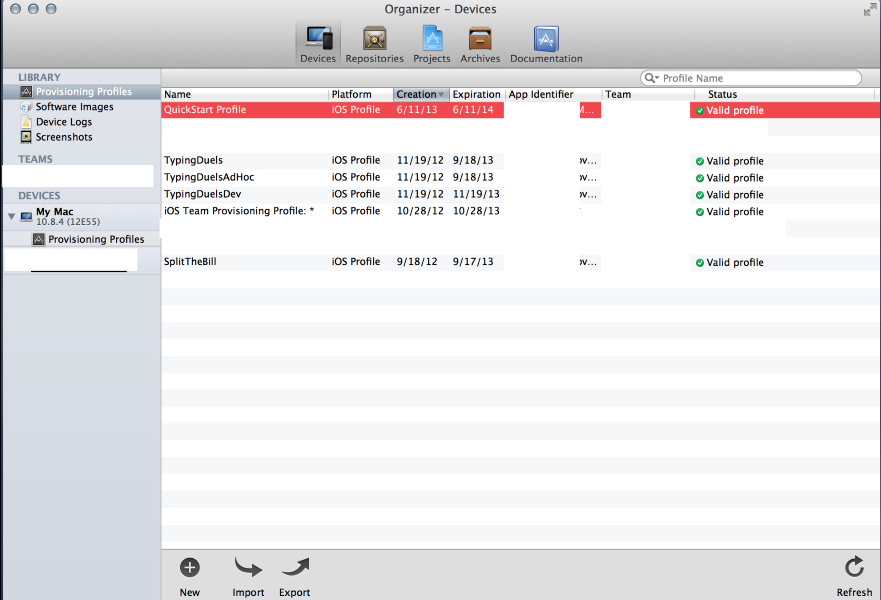 Organizer – Devices
Devices Repositories Projects Archives Documentation
LIBRARY
Provisioning Profiles
Software Images
Device Logs
Screenshots
TEAMS
DEVICES
My Mac
10.8.4 (12E55)
Provisioning Profiles
Profile Name
Name Platform Creation Expiration App Identifier Team Status
QuickStart Profile iOS Profile 6/11/13 6/11/14 M... Valid profile
TypingDuels iOS Profile 11/19/12 9/18/13 ov... Valid profile
TypingDuelsAdHoc iOS Profile 11/19/12 9/18/13 ov... Valid profile
TypingDuelsDev iOS Profile 11/19/12 11/19/13 ov... Valid profile
iOS Team Provisioning Profile: * iOS Profile 10/28/12 10/28/13 Valid profile
SplitTheBill iOS Profile 9/18/12 9/17/13 ov... Valid profile
New Import Export Refresh